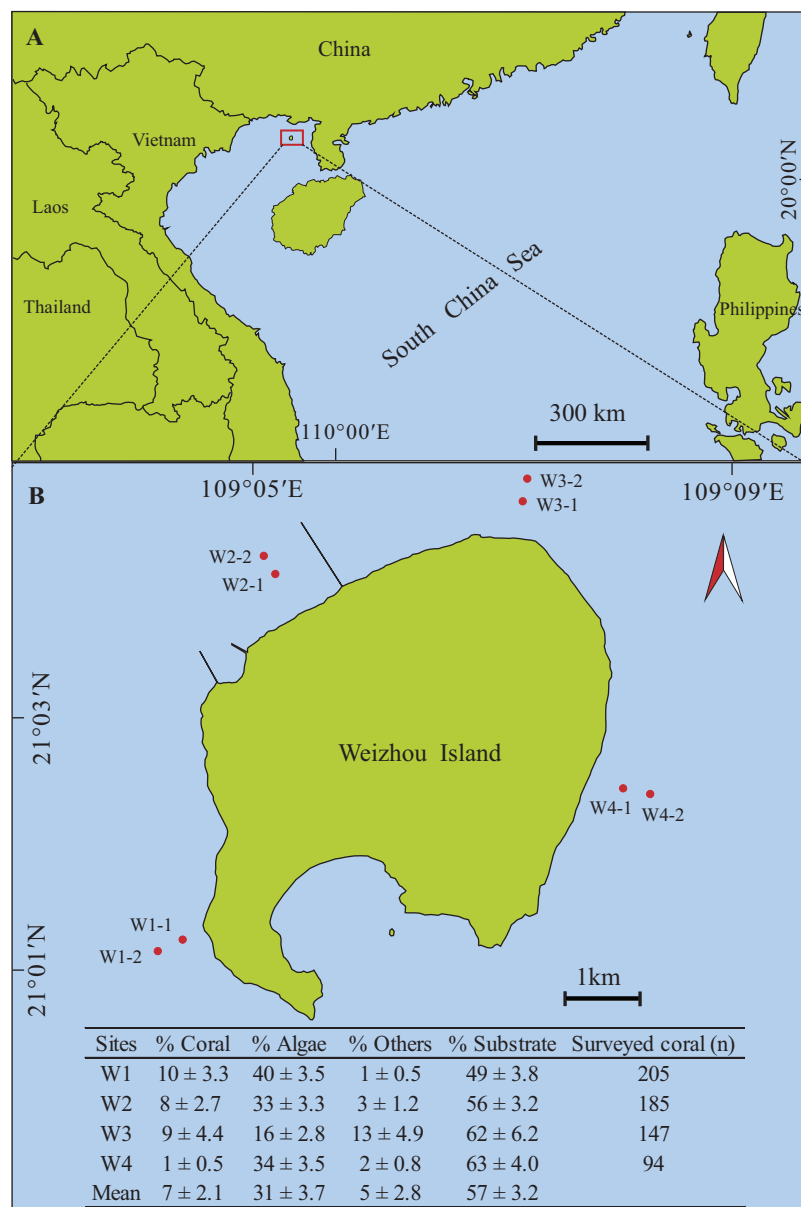 A
China
Vietnam
20°00′N
Laos
South China Sea
Thailand
Philippines
300 km
110°00′E
B
109°05′E
109°09′E
W3-2
W3-1
W2-2
W2-1
21°03′N
Weizhou Island
W4-1
W4-2
W1-1
W1-2
21°01′N
1km
Sites % Coral % Algae % Others % Substrate Surveyed coral (n)
W1 10 ± 3.3 40 ± 3.5 1 ± 0.5 49 ± 3.8 205
W2 8 ± 2.7 33 ± 3.3 3 ± 1.2 56 ± 3.2 185
W3 9 ± 4.4 16 ± 2.8 13 ± 4.9 62 ± 6.2 147
W4 1 ± 0.5 34 ± 3.5 2 ± 0.8 63 ± 4.0 94
Mean 7 ± 2.1 31 ± 3.7 5 ± 2.8 57 ± 3.2